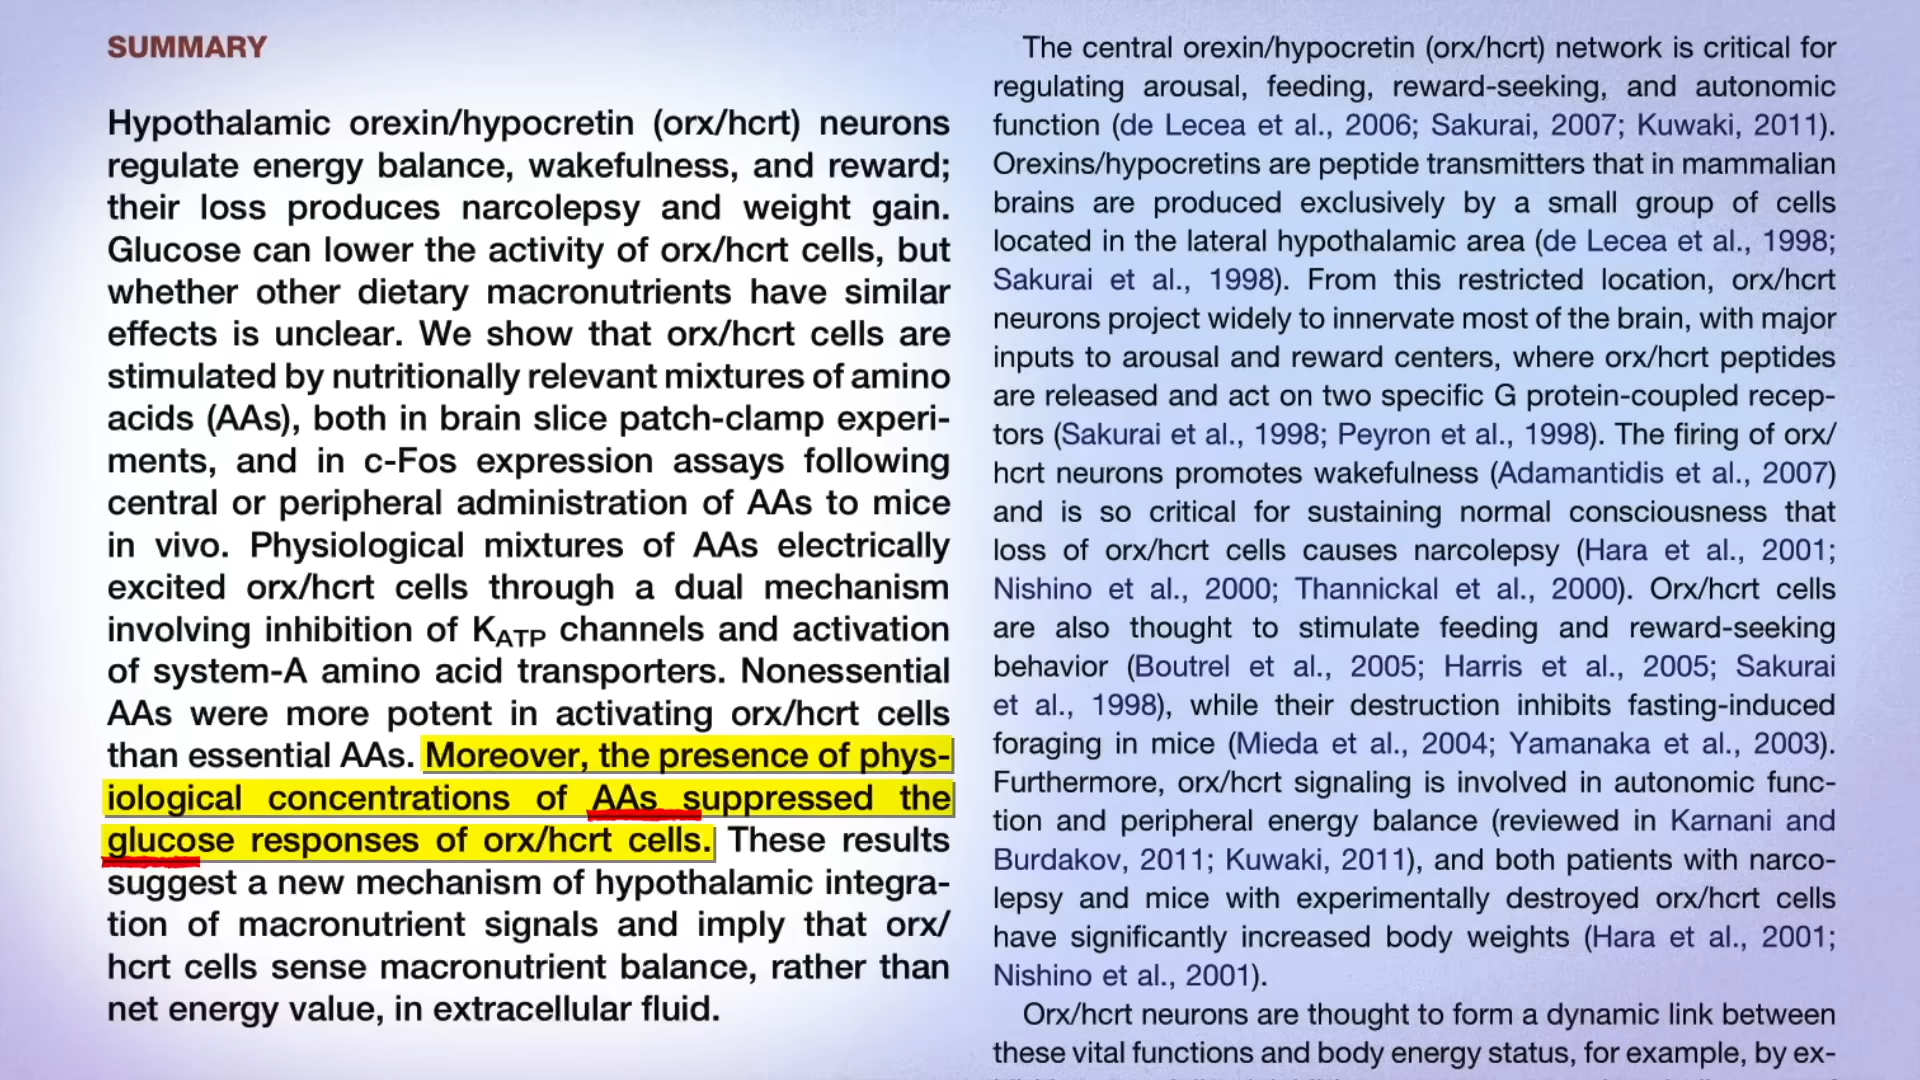 SUMMARY
Hypothalamic orexin/hypocretin (orx/hcrt) neurons
regulate energy balance, wakefulness, and reward;
their loss produces narcolepsy and weight gain.
Glucose can lower the activity of orx/hcrt cells, but
whether other dietary macronutrients have similar
effects is unclear. We show that orx/hcrt cells are
stimulated by nutritionally relevant mixtures of amino
acids (AAs), both in brain slice patch-clamp experi-
ments, and in c-Fos expression assays following
central or peripheral administration of AAs to mice
in vivo. Physiological mixtures of AAs electrically
excited orx/hcrt cells through a dual mechanism
involving inhibition of KATP channels and activation
of system-A amino acid transporters. Nonessential
AAs were more potent in activating orx/hcrt cells
than essential AAs. Moreover, the presence of phys-
iological concentrations of AAs suppressed the
glucose responses of orx/hcrt cells. These results
suggest a new mechanism of hypothalamic integra-
tion of macronutrient signals and imply that orx/
hcrt cells sense macronutrient balance, rather than
net energy value, in extracellular fluid.
The central orexin/hypocretin (orx/hcrt) network is critical for
regulating arousal, feeding, reward-seeking, and autonomic
function (de Lecea et al., 2006; Sakurai, 2007; Kuwaki, 2011).
Orexins/hypocretins are peptide transmitters that in mammalian
brains are produced exclusively by a small group of cells
located in the lateral hypothalamic area (de Lecea et al., 1998;
Sakurai et al., 1998). From this restricted location, orx/hcrt
neurons project widely to innervate most of the brain, with major
inputs to arousal and reward centers, where orx/hcrt peptides
are released and act on two specific G protein-coupled recep-
tors (Sakurai et al., 1998; Peyron et al., 1998). The firing of orx/
hcrt neurons promotes wakefulness (Adamantidis et al., 2007)
and is so critical for sustaining normal consciousness that
loss of orx/hcrt cells causes narcolepsy (Hara et al., 2001;
Nishino et al., 2000; Thannickal et al., 2000). Orx/hcrt cells
are also thought to stimulate feeding and reward-seeking
behavior (Boutrel et al., 2005; Harris et al., 2005; Sakurai
et al., 1998), while their destruction inhibits fasting-induced
foraging in mice (Mieda et al., 2004; Yamanaka et al., 2003).
Furthermore, orx/hcrt signaling is involved in autonomic func-
tion and peripheral energy balance (reviewed in Karnani and
Burdakov, 2011; Kuwaki, 2011), and both patients with narco-
lepsy and mice with experimentally destroyed orx/hcrt cells
have significantly increased body weights (Hara et al., 2001;
Nishino et al., 2001).
Orx/hcrt neurons are thought to form a dynamic link between
these vital functions and body energy status, for example, by ex-